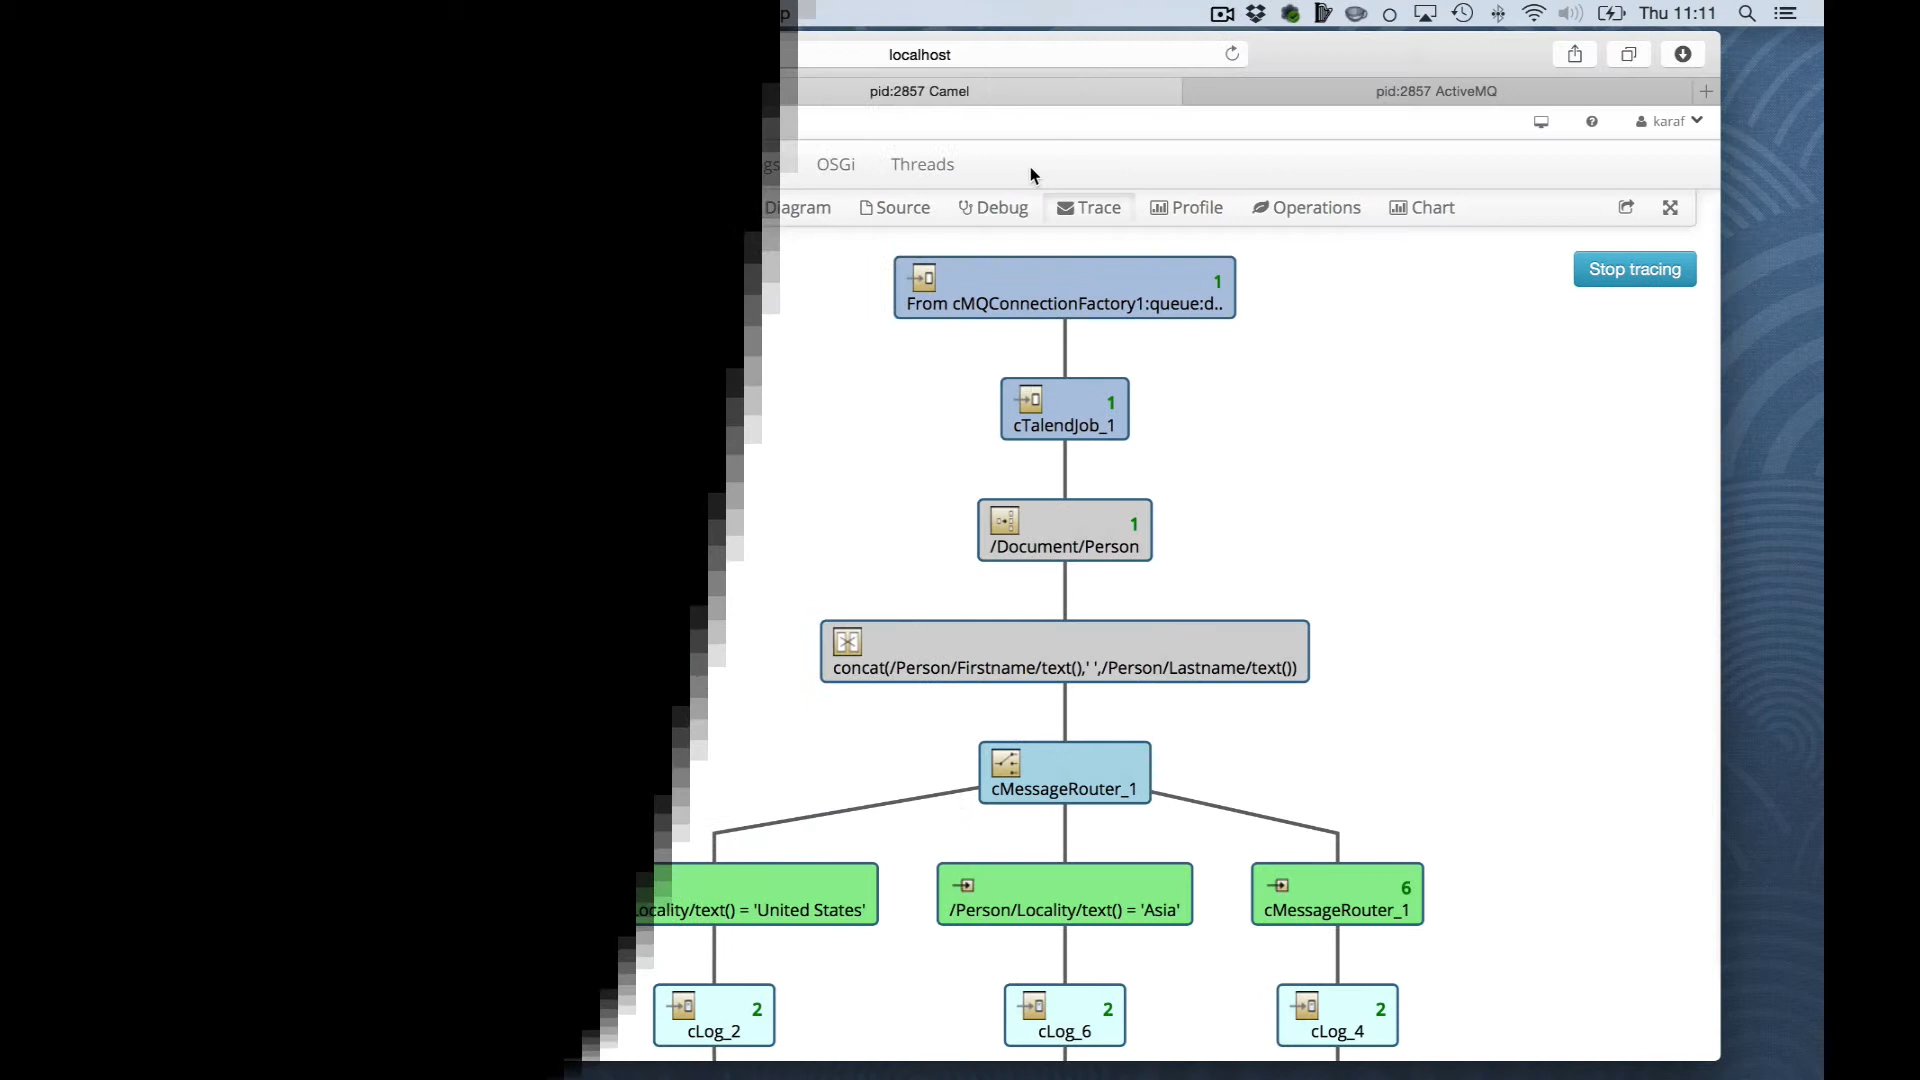 Thu 11:11
localhost
pid:2857 Camel
pid:2857 ActiveMQ
+
karaf
OSGi
Threads
Diagram
Source
Debug
Trace
Profile
Operations
Chart
Stop tracing
1
From cMQConnectionFactory1:queue:d..
1
cTalendJob_1
1
/Document/Person
concat(/Person/Firstname/text(),' ',/Person/Lastname/text())
cMessageRouter_1
ocality/text() = 'United States'
/Person/Locality/text() = 'Asia'
6
cMessageRouter_1
2
cLog_2
2
cLog_6
2
cLog_4